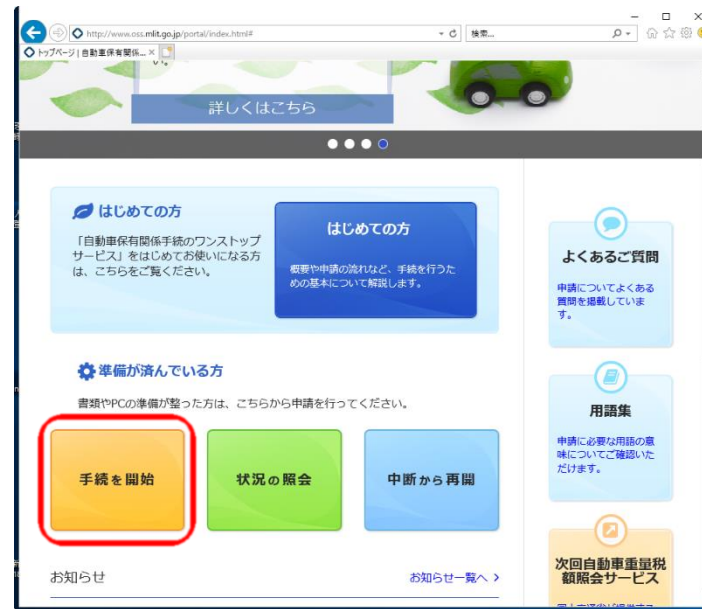 http://www.oss.mlit.go.jp/portal/index.html#
検索...
トップページ | 自動車保有関係...
詳しくはこちら
はじめての方
「自動車保有関係手続のワンストップ
サービス」をはじめてお使いになる方
は、こちらをご覧ください。
はじめての方
概要や申請の流れなど、手続を行うた
めの基本について解説します。
準備が済んでいる方
書類やPCの準備が整った方は、こちらから申請を行ってください。
手続を開始
状況の照会
中断から再開
お知らせ
お知らせ一覧へ
よくあるご質問
申請についてよくある
質問を掲載していま
す。
用語集
申請に必要な用語の意
味についてご確認いた
だけます。
次回自動車重量税
額照会サービス